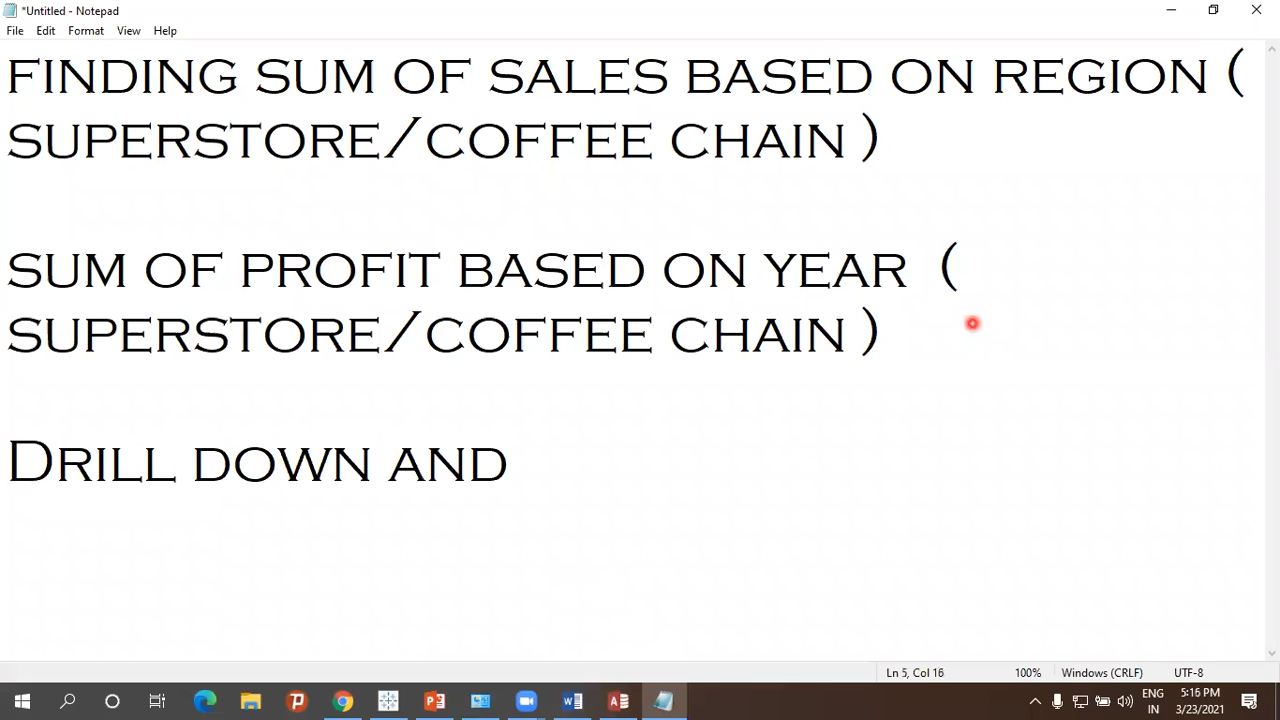 *Untitled - Notepad
File Edit Format View Help
FINDING SUM OF SALES BASED ON REGION (
SUPERSTORE/COFFEE CHAIN )
SUM OF PROFIT BASED ON YEAR (
SUPERSTORE/COFFEE CHAIN )
DRILL DOWN AND
Ln 5, Col 16 100% Windows (CRLF) UTF-8
ENG
IN
5:16 PM
3/23/2021